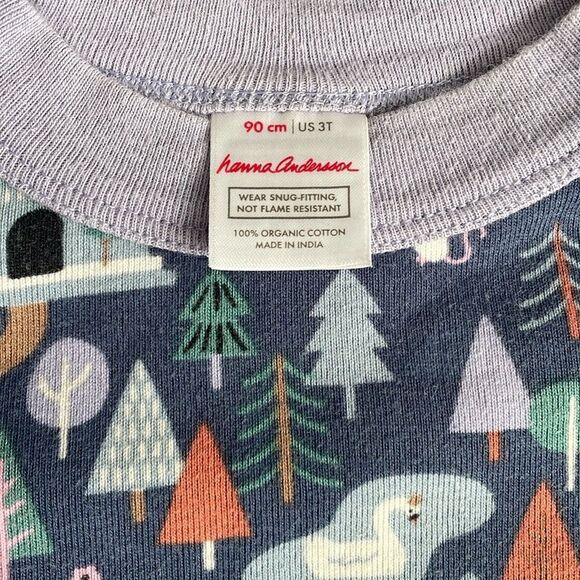 90 cm | US 3T
hanna Andersson
WEAR SNUG-FITTING,
NOT FLAME RESISTANT
100% ORGANIC COTTON
MADE IN INDIA